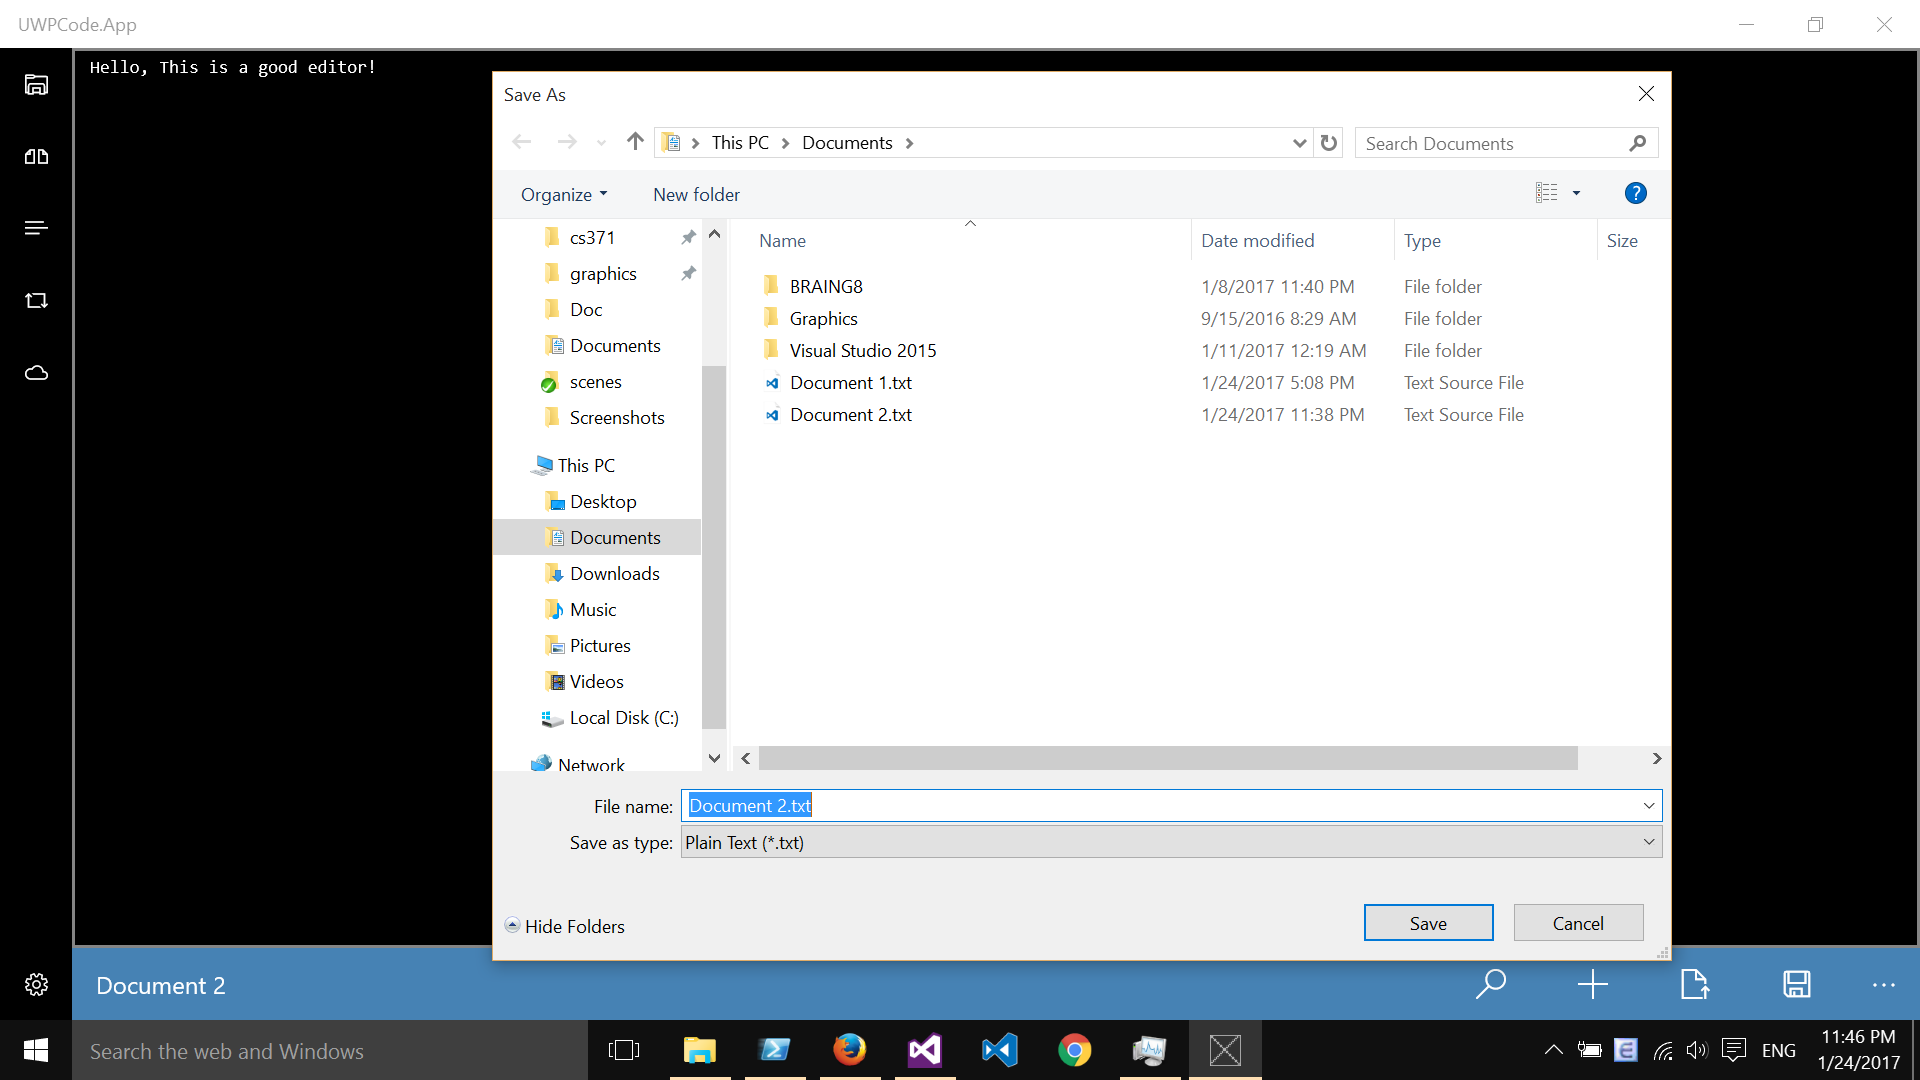 UWPCode.App
Hello, This is a good editor!
Save As
This PC > Documents >
Search Documents
Organize
New folder
cs371
graphics
Doc
Documents
scenes
Screenshots
This PC
Desktop
Documents
Downloads
Music
Pictures
Videos
Local Disk (C:)
Network
Name Date modified Type Size
BRAING8 1/8/2017 11:40 PM File folder
Graphics 9/15/2016 8:29 AM File folder
Visual Studio 2015 1/11/2017 12:19 AM File folder
Document 1.txt 1/24/2017 5:08 PM Text Source File
Document 2.txt 1/24/2017 11:38 PM Text Source File
File name: Document 2.txt
Save as type: Plain Text (*.txt)
Hide Folders
Save
Cancel
Document 2
Search the web and Windows
ENG
11:46 PM
1/24/2017